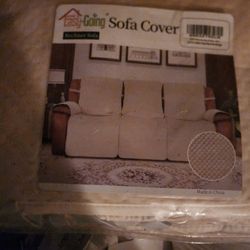 Easy-Going Sofa Cover
Recliner Sofa
Made in China